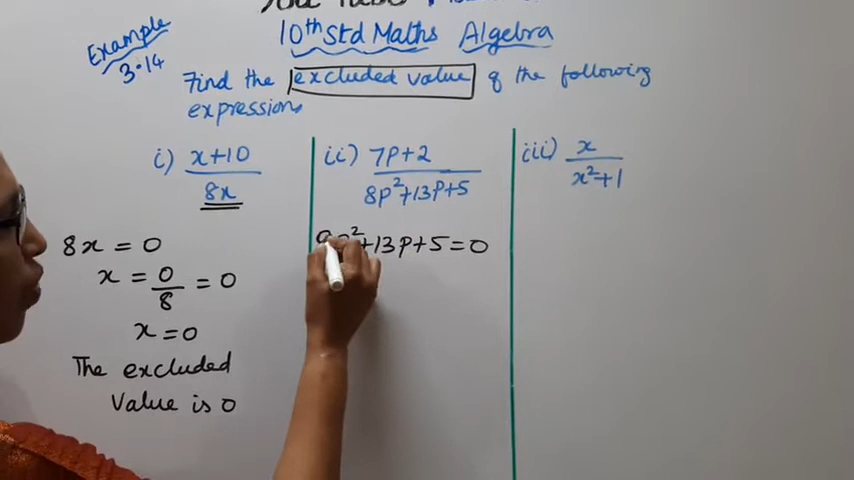 10th Std Maths Algebra
Example
3.14
Find the excluded value of the following
expressions
i) x+10 / 8x
ii) 7P+2 / 8P²+13P+5
iii) x / x²+1
8x = 0
x = 0/8 = 0
x = 0
The excluded
Value is 0
+13P+5=0